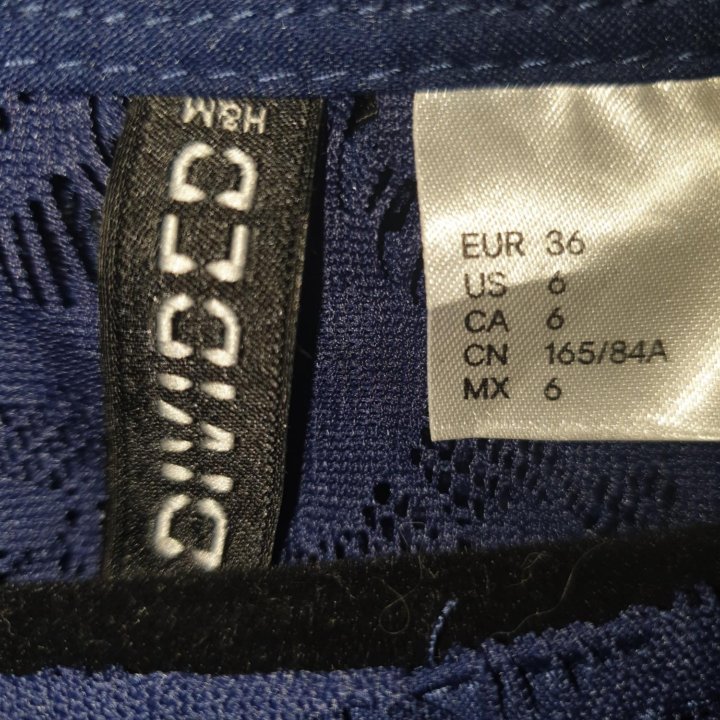 H&M
DIVIDED
EUR 36
US 6
CA 6
CN 165/84A
MX 6